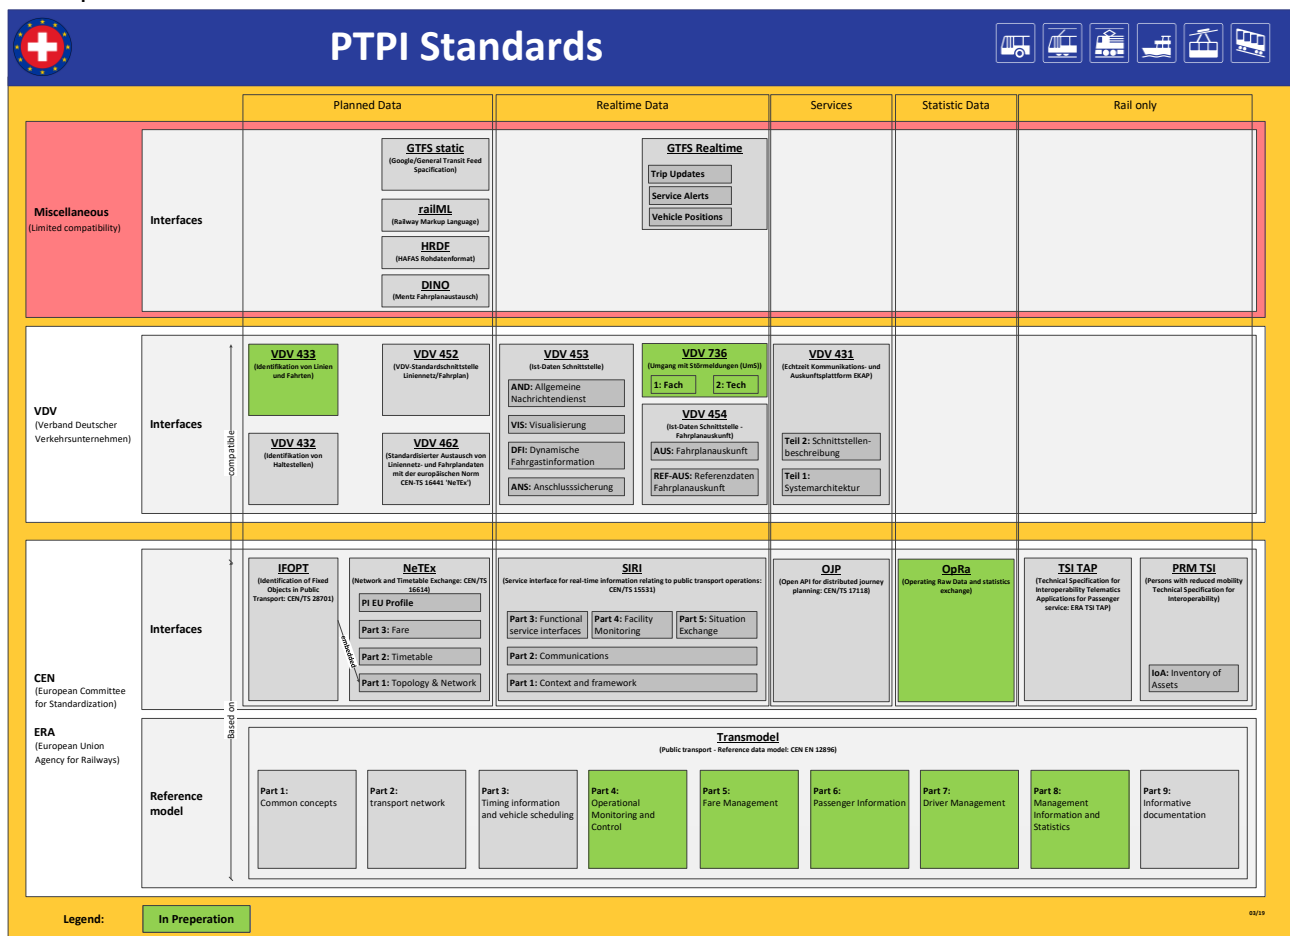 PTPI Standards
Planned Data
Realtime Data
Services
Statistic Data
Rail only
Miscellaneous
(Limited compatibility)
Interfaces
GTFS static
(Google/General Transit Feed
Spacification)
railML
(Railway Markup Language)
HRDF
(HAFAS Rohdatenformat)
DINO
(Mentz Fahrplanaustausch)
GTFS Realtime
Trip Updates
Service Alerts
Vehicle Positions
VDV
(Verband Deutscher
Verkehrsunternehmen)
Interfaces
compatible
VDV 433
(Identifikation von Linien
und Fahrten)
VDV 432
(Identifikation von
Haltestellen)
VDV 452
(VDV-Standardschnittstelle
Liniennetz/Fahrplan)
VDV 462
(Standardisierter Austausch von
Liniennetz- und Fahrplandaten
mit der europäischen Norm
CEN-TS 16441 'NeTEx')
VDV 453
(Ist-Daten Schnittstelle)
AND: Allgemeine
Nachrichtendienst
VIS: Visualisierung
DFI: Dynamische
Fahrgastinformation
ANS: Anschlusssicherung
VDV 736
(Umgang mit Störmeldungen (UmS))
1: Fach
2: Tech
VDV 454
(Ist-Daten Schnittstelle -
Fahrplanauskunft)
AUS: Fahrplanauskunft
REF-AUS: Referenzdaten
Fahrplanauskunft
VDV 431
(Echtzeit Kommunikations- und
Auskunftsplattform EKAP)
Teil 2: Schnittstellen-
beschreibung
Teil 1:
Systemarchitektur
CEN
(European Committee
for Standardization)
ERA
(European Union
Agency for Railways)
Interfaces
Based on
IFOPT
(Identification of Fixed
Objects in Public
Transport: CEN/TS 28701)
embedded
NeTEx
(Network and Timetable Exchange: CEN/TS
16614)
PI EU Profile
Part 3: Fare
Part 2: Timetable
Part 1: Topology & Network
SIRI
(Service interface for real-time information relating to public transport operations:
CEN/TS 15531)
Part 3: Functional
service interfaces
Part 4: Facility
Monitoring
Part 5: Situation
Exchange
Part 2: Communications
Part 1: Context and framework
OJP
(Open API for distributed journey
planning: CEN/TS 17118)
OpRa
(Operating Raw Data and statistics
exchange)
TSI TAP
(Technical Specification for
Interoperability Telematics
Applications for Passenger
service: ERA TSI TAP)
PRM TSI
(Persons with reduced mobility
Technical Specification for
Interoperability)
IoA: Inventory of
Assets
Reference
model
Transmodel
(Public transport - Reference data model: CEN EN 12896)
Part 1:
Common concepts
Part 2:
transport network
Part 3:
Timing information
and vehicle scheduling
Part 4:
Operational
Monitoring and
Control
Part 5:
Fare Management
Part 6:
Passenger Information
Part 7:
Driver Management
Part 8:
Management
Information and
Statistics
Part 9:
Informative
documentation
Legend:
In Preperation
03/19